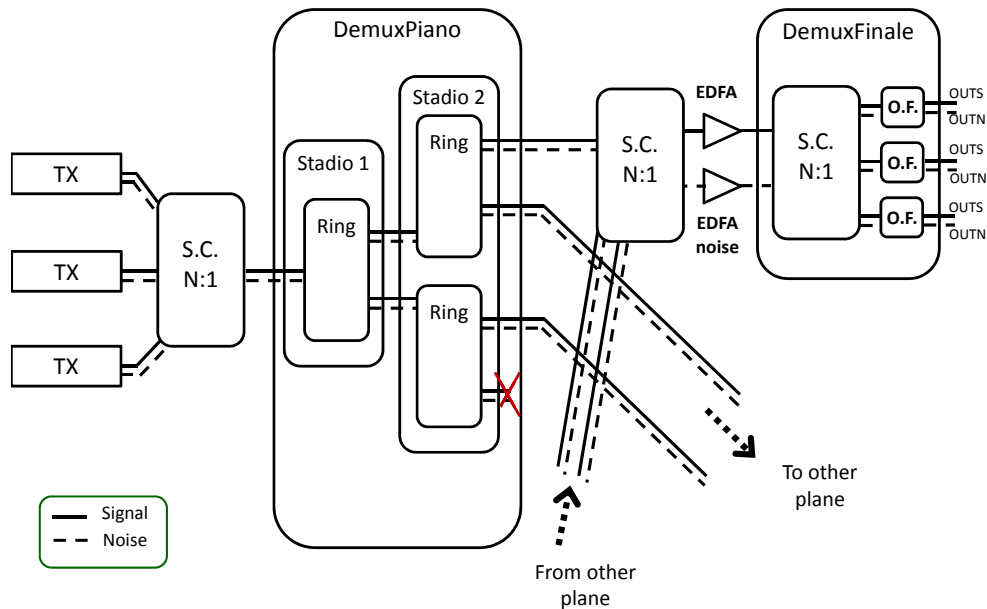 DemuxPiano
DemuxFinale
Stadio 2
EDFA
Ring
S.C.
N:1
S.C.
N:1
O.F.
OUTS
OUTN
Stadio 1
TX
Ring
O.F.
OUTS
OUTN
S.C.
N:1
EDFA
noise
O.F.
OUTS
OUTN
TX
Ring
TX
To other
plane
Signal
Noise
From other
plane